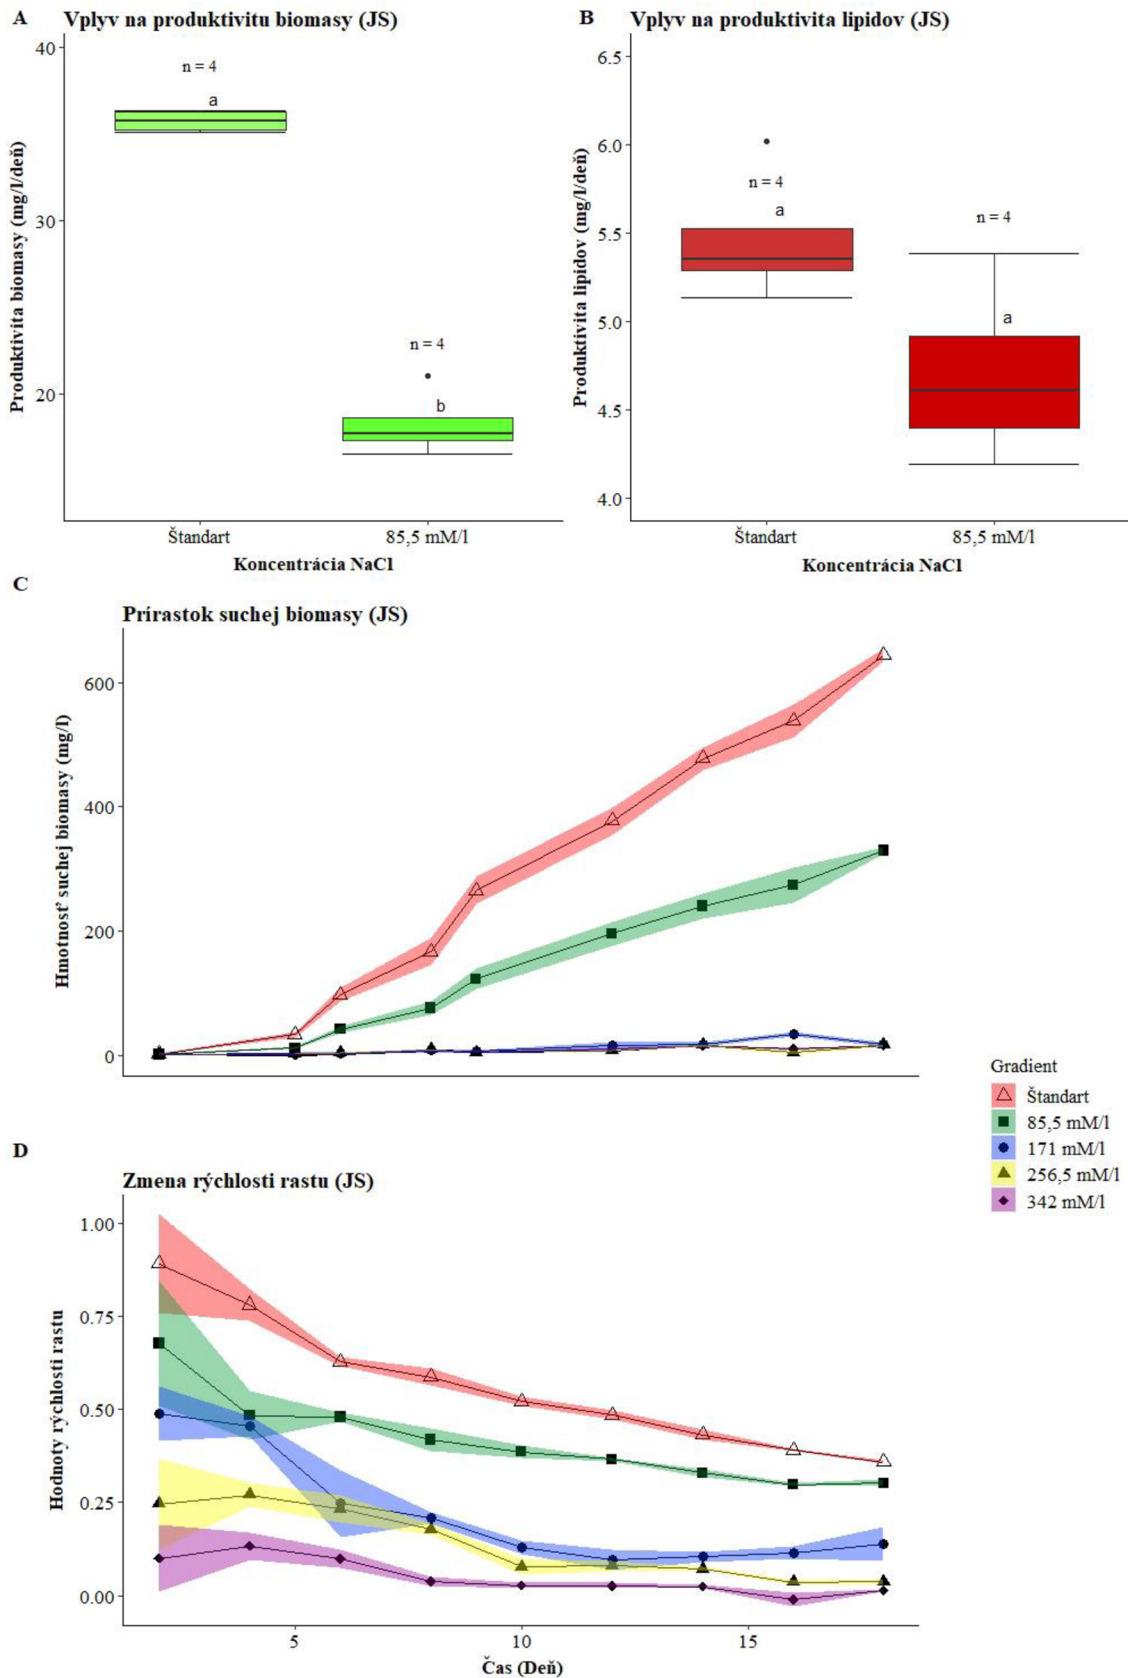 A
Vplyv na produktivitu biomasy (JS)
40
30
20
Produktivita biomasy (mg/l/deň)
n = 4
a
n = 4
b
Štandart
85,5 mM/l
Koncentrácia NaCl
B
Vplyv na produktivita lipidov (JS)
6.5
6.0
5.5
5.0
4.5
4.0
Produktivita lipidov (mg/l/deň)
n = 4
a
n = 4
a
Štandart
85,5 mM/l
Koncentrácia NaCl
C
Prírastok suchej biomasy (JS)
600
400
200
0
Hmotnosť suchej biomasy (mg/l)
Gradient
Štandart
85,5 mM/l
171 mM/l
256,5 mM/l
342 mM/l
D
Zmena rýchlosti rastu (JS)
1.00
0.75
0.50
0.25
0.00
Hodnoty rýchlosti rastu
5
10
15
Čas (Deň)